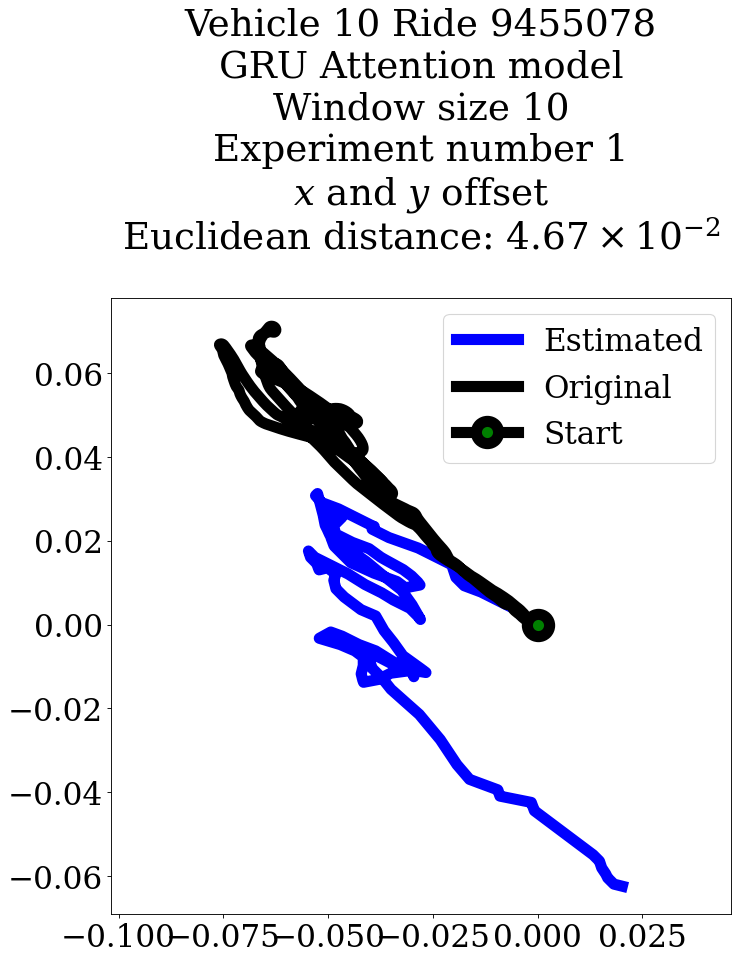 Vehicle 10 Ride 9455078
GRU Attention model
Window size 10
Experiment number 1
x and y offset
Euclidean distance: 4.67 × 10⁻²
Estimated
Original
Start
0.06
0.04
0.02
0.00
−0.02
−0.04
−0.06
−0.100 −0.075 −0.050 −0.025 0.000 0.025